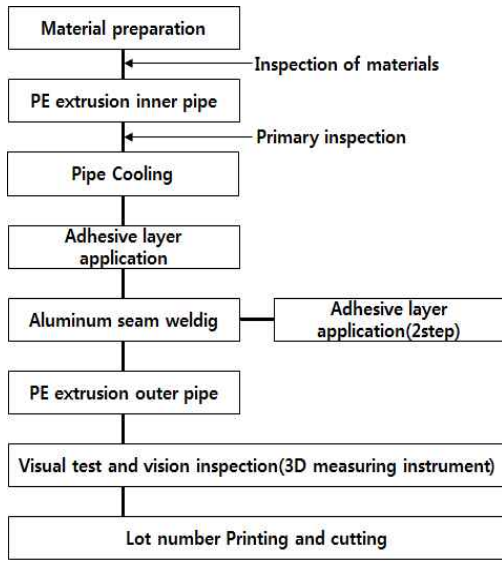 Material preparation
Inspection of materials
PE extrusion inner pipe
Primary inspection
Pipe Cooling
Adhesive layer
application
Aluminum seam weldig
Adhesive layer
application(2step)
PE extrusion outer pipe
Visual test and vision inspection(3D measuring instrument)
Lot number Printing and cutting